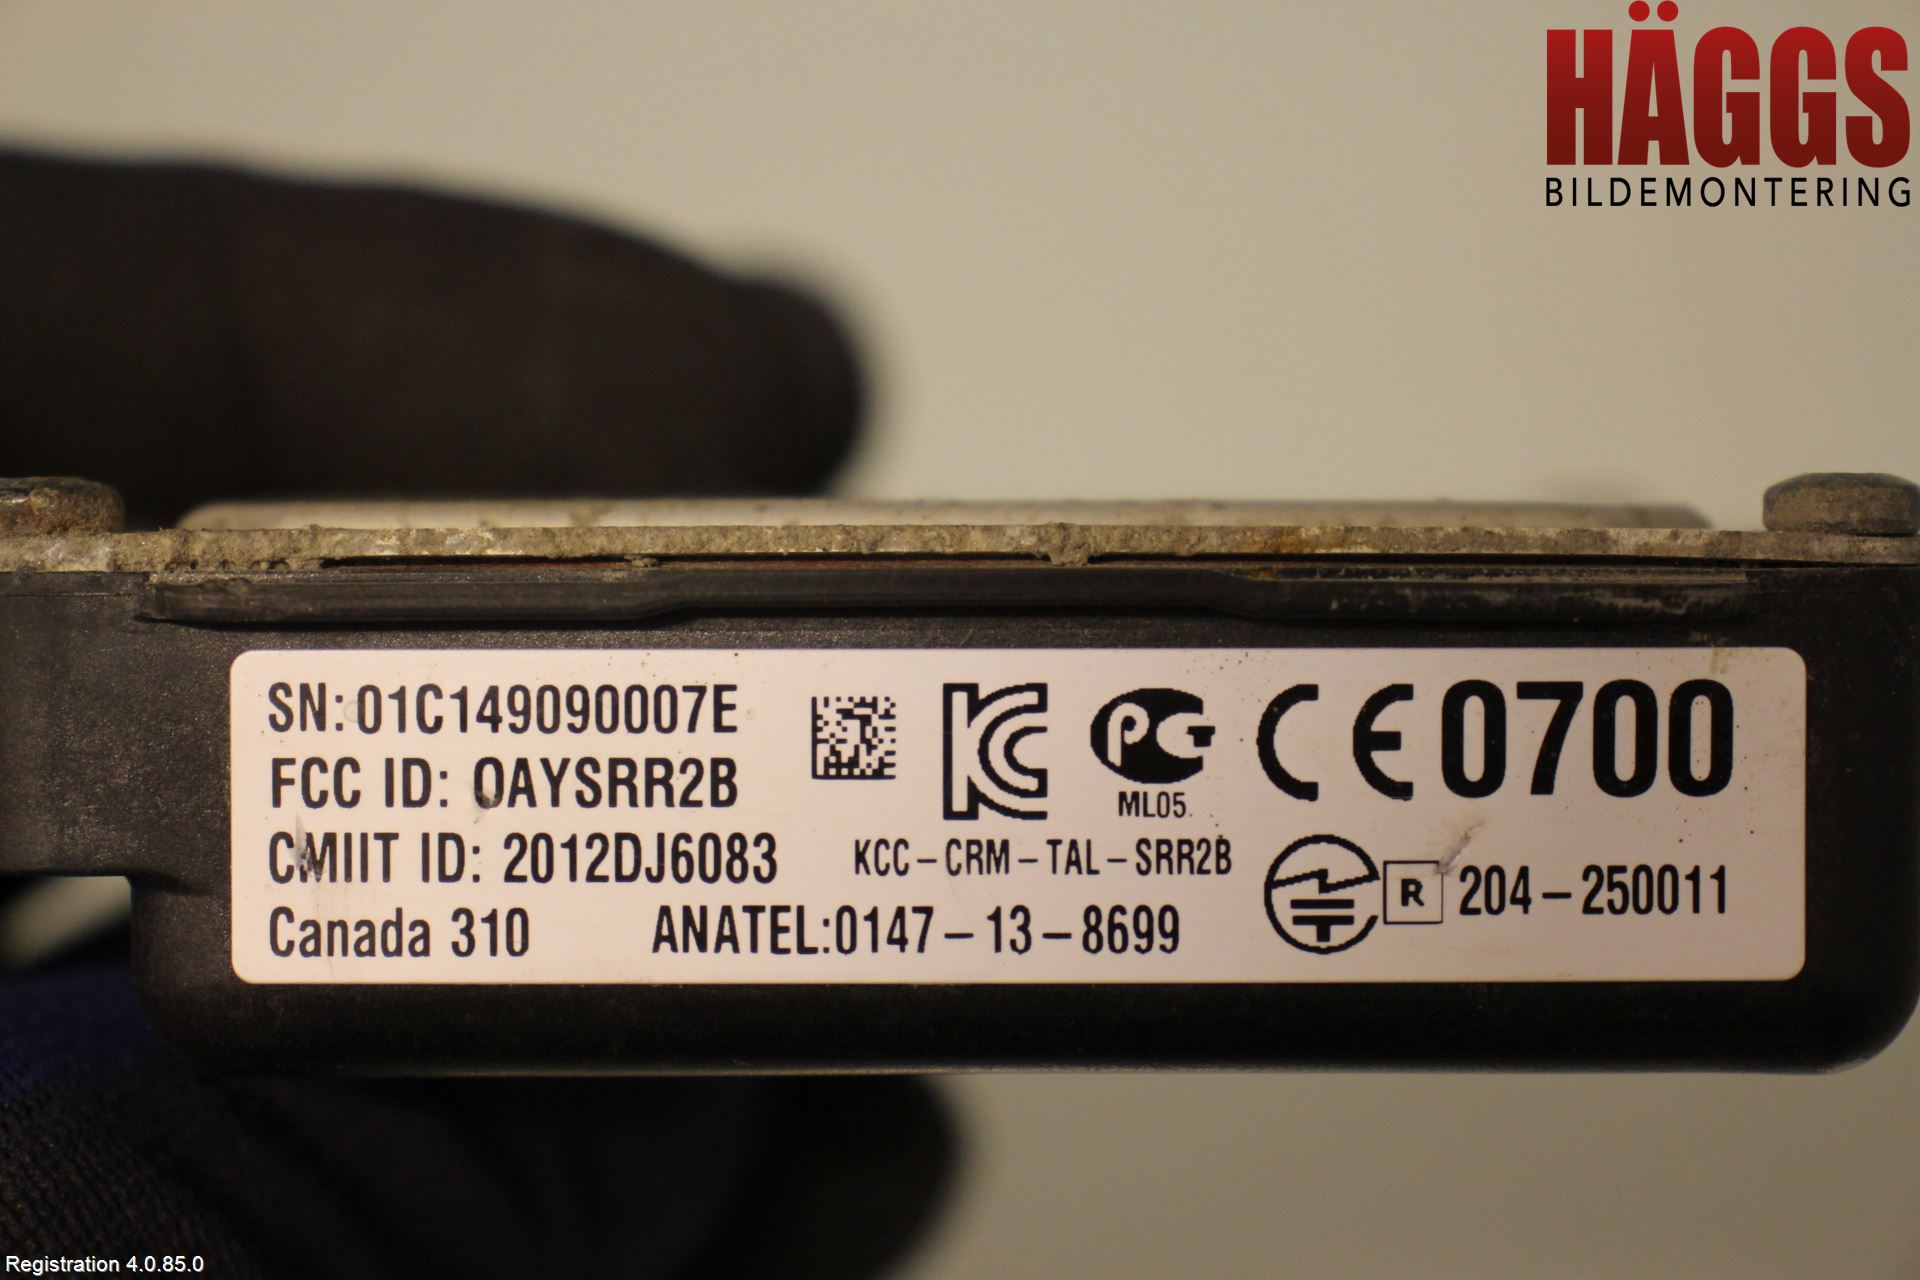 HÄGGS
BILDEMONTERING
SN:01C149090007E
FCC ID: OAYSRR2B
CMIIT ID: 2012DJ6083
Canada 310
ANATEL:0147-13-8699
ML05
KCC-CRM-TAL-SRR2B
CE0700
R 204-250011
Registration 4.0.85.0